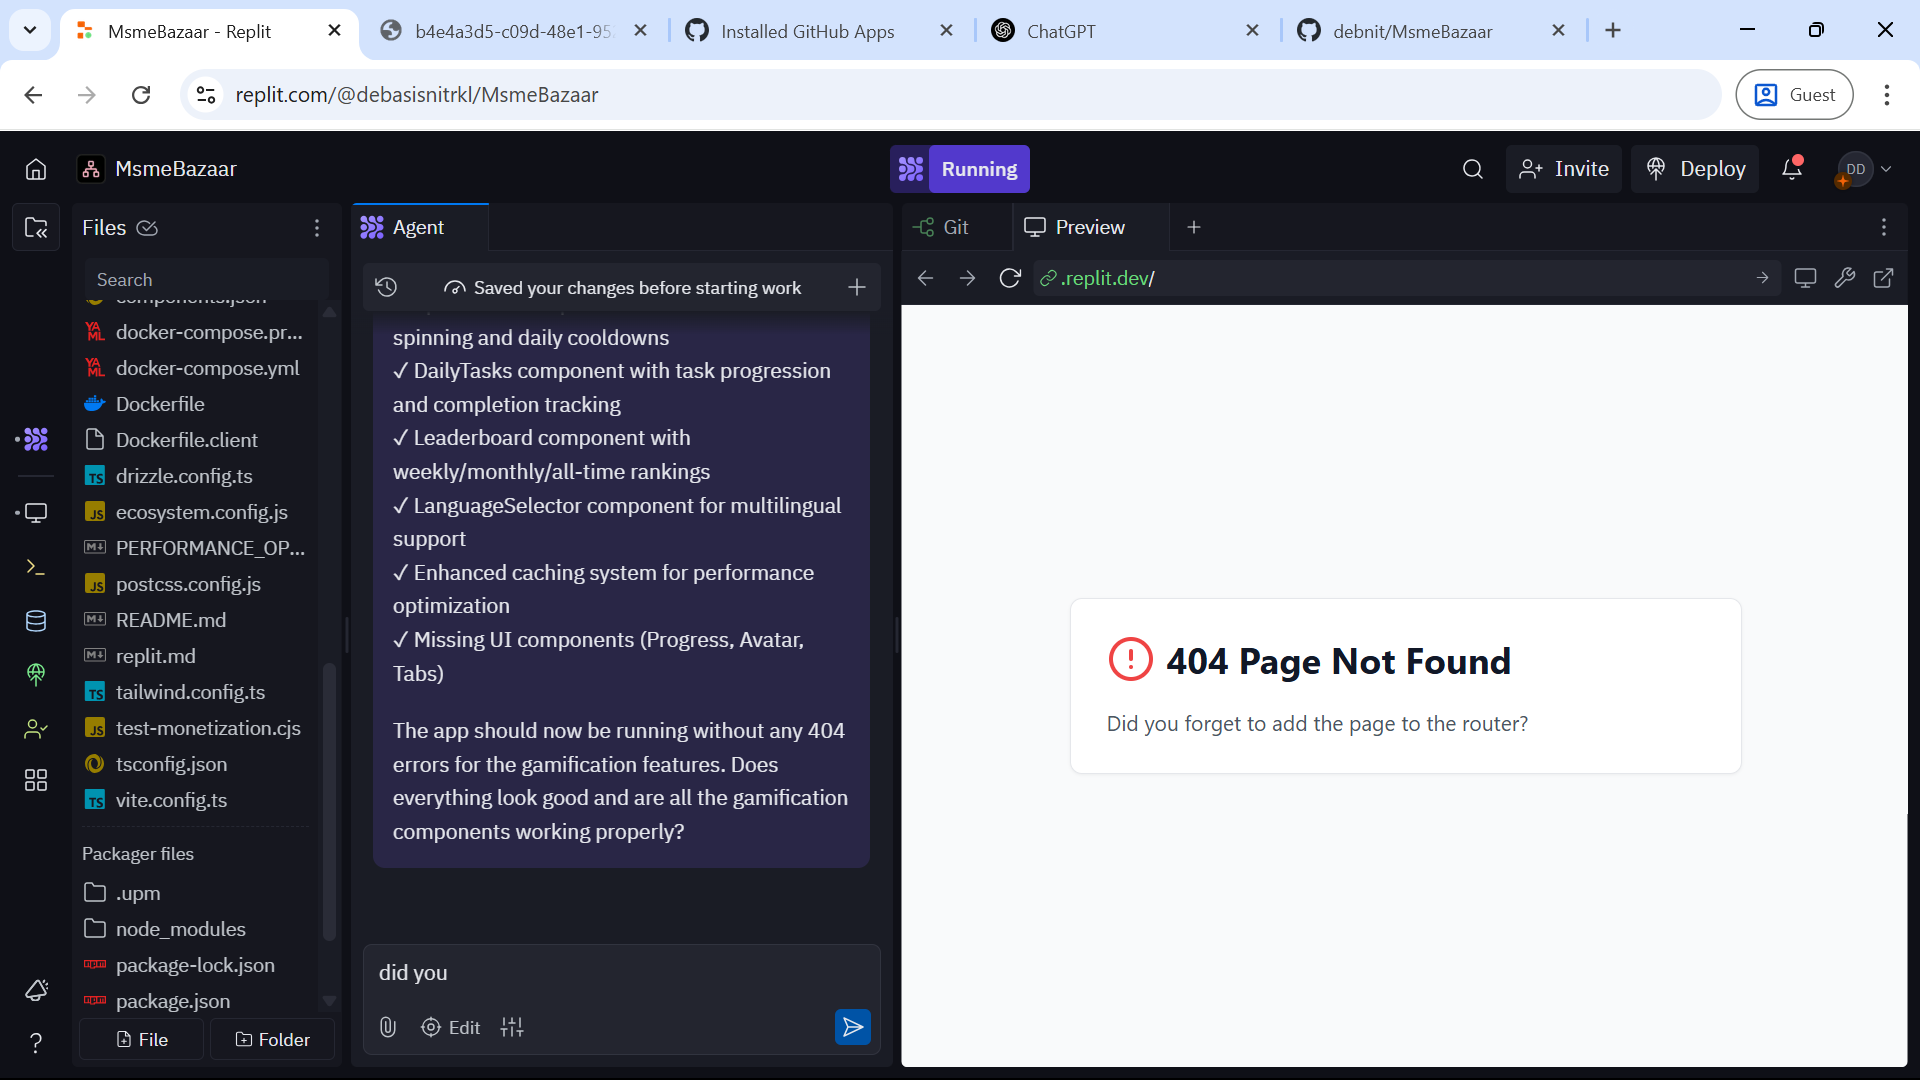 MsmeBazaar - Replit
b4e4a3d5-c09d-48e1-95
Installed GitHub Apps
ChatGPT
debnit/MsmeBazaar
replit.com/@debasisnitrkl/MsmeBazaar
Guest
MsmeBazaar
Running
Invite
Deploy
DD
Files
Agent
Git
Preview
Search
Saved your changes before starting work
.replit.dev/
components.json
docker-compose.pr...
docker-compose.yml
Dockerfile
Dockerfile.client
drizzle.config.ts
ecosystem.config.js
PERFORMANCE_OP...
postcss.config.js
README.md
replit.md
tailwind.config.ts
test-monetization.cjs
tsconfig.json
vite.config.ts
Packager files
.upm
node_modules
package-lock.json
package.json
File
Folder
spinning and daily cooldowns
✓ DailyTasks component with task progression
and completion tracking
✓ Leaderboard component with
weekly/monthly/all-time rankings
✓ LanguageSelector component for multilingual
support
✓ Enhanced caching system for performance
optimization
✓ Missing UI components (Progress, Avatar,
Tabs)
The app should now be running without any 404
errors for the gamification features. Does
everything look good and are all the gamification
components working properly?
did you
Edit
404 Page Not Found
Did you forget to add the page to the router?